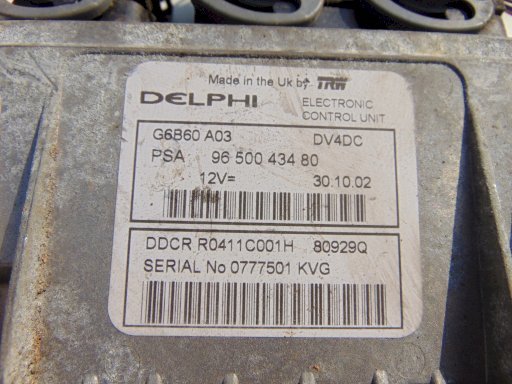 Made in the Uk by TRW
DELPHI ELECTRONIC
CONTROL UNIT
G6B60 A03 DV4DC
PSA 96 500 434 80
12V= 30.10.02
DDCR R0411C001H 80929Q
SERIAL No 0777501 KVG